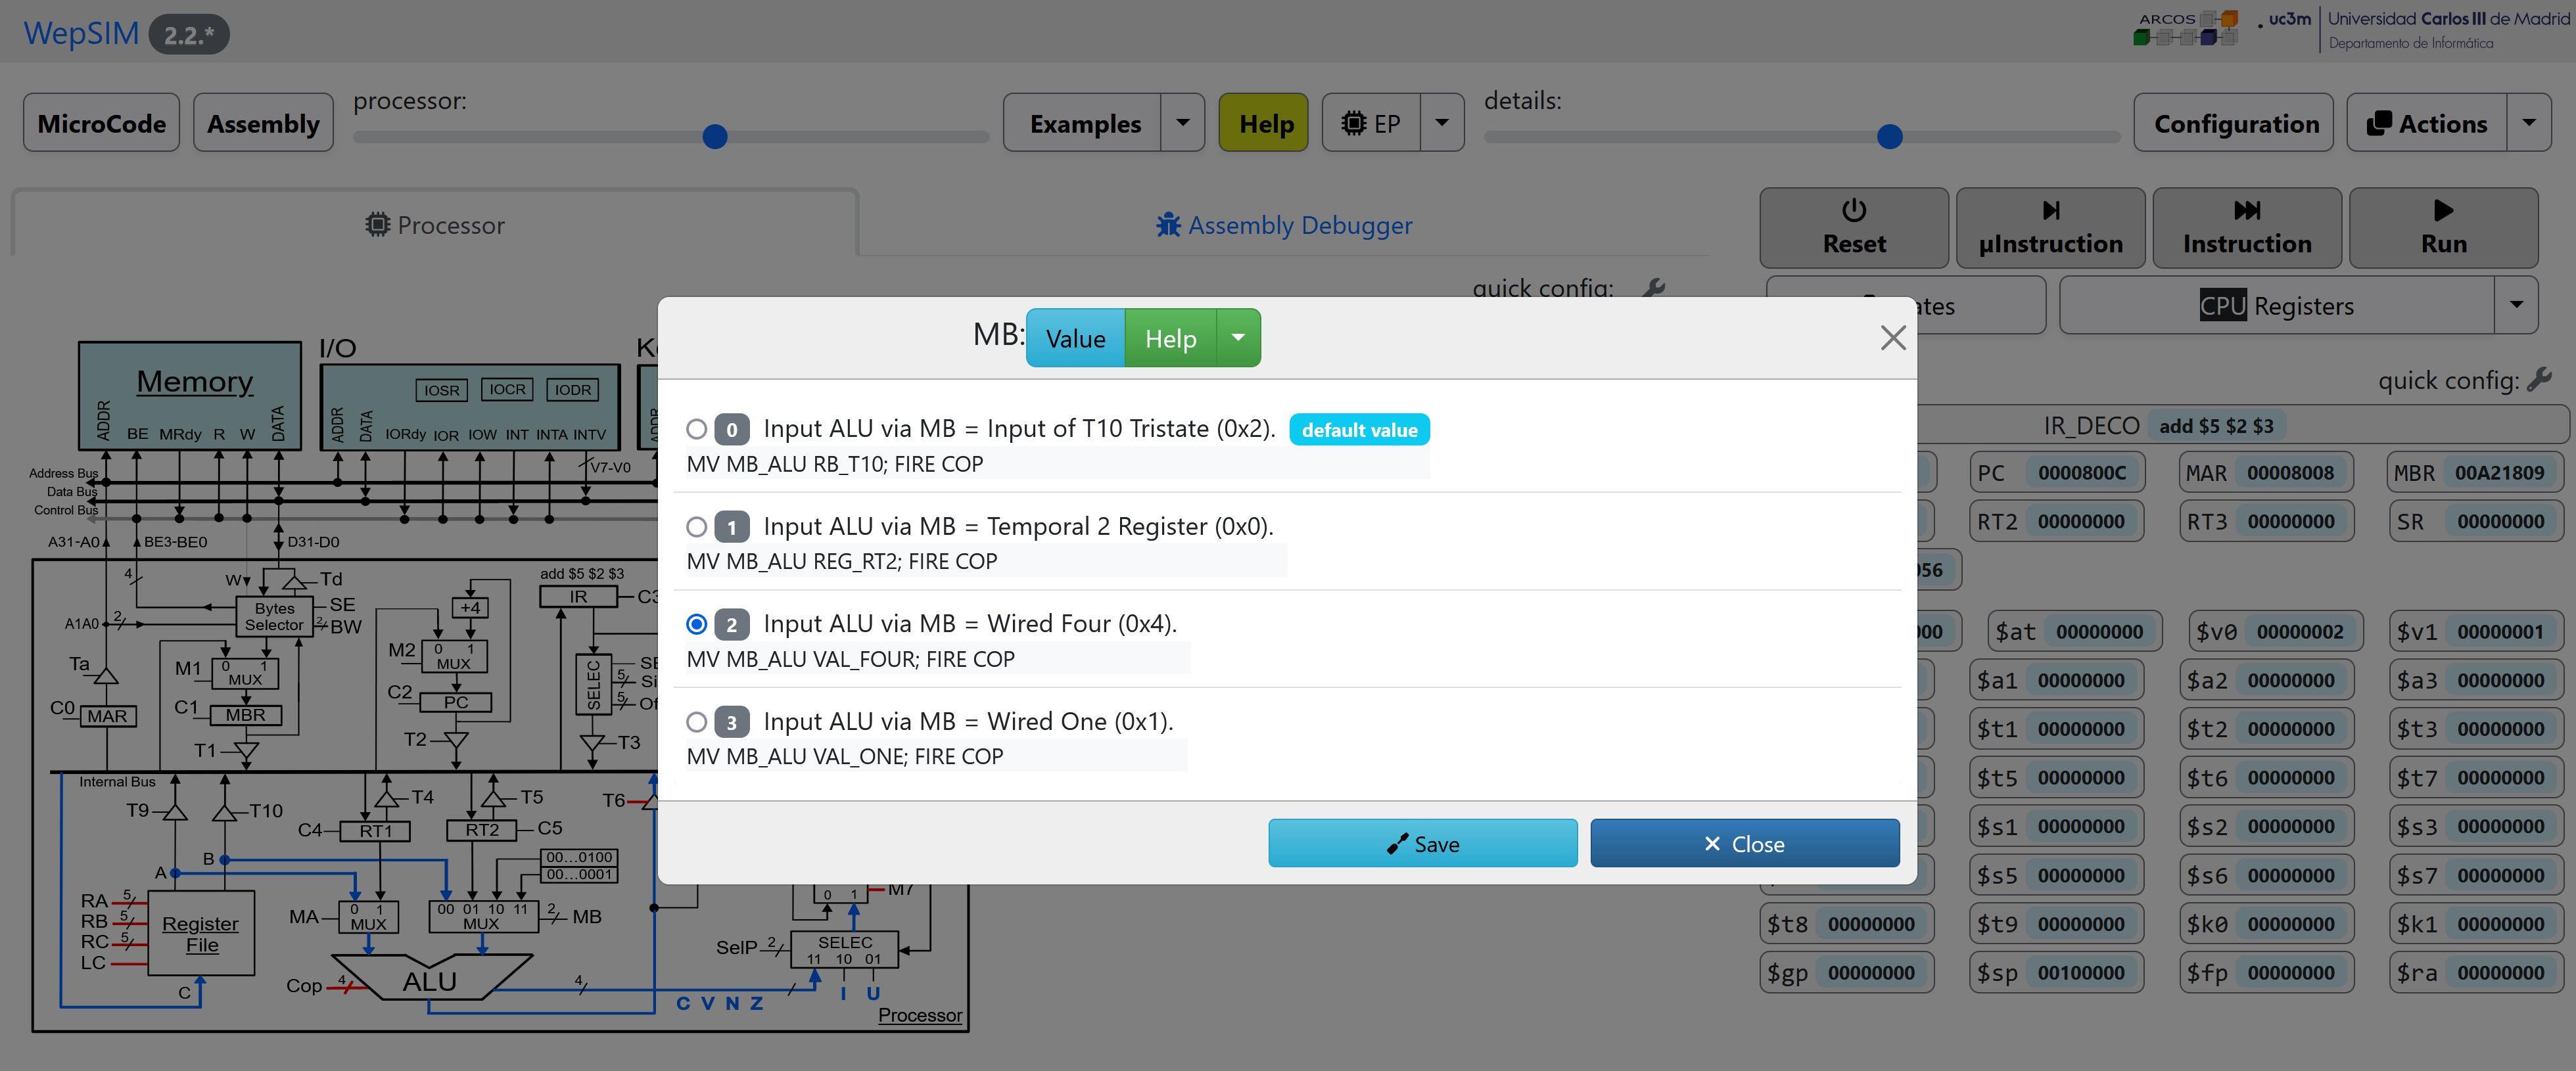 WepSIM 2.2.*
ARCOS
uc3m
Universidad Carlos III de Madrid
Departamento de Informática
MicroCode
Assembly
processor:
Examples
Help
EP
details:
Configuration
Actions
Processor
Assembly Debugger
Reset
µInstruction
Instruction
Run
quick config:
CPU Registers
quick config:
MB: Value Help
0 Input ALU via MB = Input of T10 Tristate (0x2). default value
MV MB_ALU RB_T10; FIRE COP
1 Input ALU via MB = Temporal 2 Register (0x0).
MV MB_ALU REG_RT2; FIRE COP
2 Input ALU via MB = Wired Four (0x4).
MV MB_ALU VAL_FOUR; FIRE COP
3 Input ALU via MB = Wired One (0x1).
MV MB_ALU VAL_ONE; FIRE COP
Save
Close
Memory
ADDR BE MRdy R W DATA
I/O
IOSR IOCR IODR
ADDR DATA IORdy IOR IOW INT INTA INTV
Address Bus
Data Bus
Control Bus
V7-V0
A31-A0 BE3-BE0 D31-D0
4 W Td
add $5 $2 $3
IR
Bytes Selector
SE
BW
2
A1A0 2
+4
Ta
M1 0 1 MUX
M2 0 1 MUX
SELECT
5
5
C0 MAR
C1 MBR
C2 PC
T1
T2
T3
Internal Bus
T9 T10 T4 T5 T6
C4 RT1 RT2 C5
B
A
00...0100
00...0001
RA 5
RB 5
RC 5
LC
Register File
C
MA 0 1 MUX
00 01 10 11 MUX 2 MB
Cop 4 ALU 4
C V N Z
0 1 M7
SelP 2 SELEC
11 10 01
I U
Processor
IR_DECO add $5 $2 $3
PC 0000800C MAR 00008008 MBR 00A21809
RT2 00000000 RT3 00000000 SR 00000000
$at 00000000 $v0 00000002 $v1 00000001
$a1 00000000 $a2 00000000 $a3 00000000
$t1 00000000 $t2 00000000 $t3 00000000
$t5 00000000 $t6 00000000 $t7 00000000
$s1 00000000 $s2 00000000 $s3 00000000
$s5 00000000 $s6 00000000 $s7 00000000
$t8 00000000 $t9 00000000 $k0 00000000 $k1 00000000
$gp 00000000 $sp 00100000 $fp 00000000 $ra 00000000